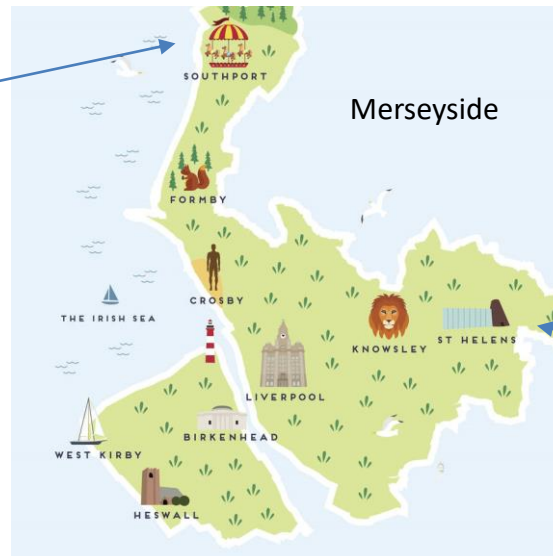 SOUTHPORT
Merseyside
FORMBY
CROSBY
THE IRISH SEA
KNOWSLEY
ST HELENS
LIVERPOOL
BIRKENHEAD
WEST KIRBY
HESWALL